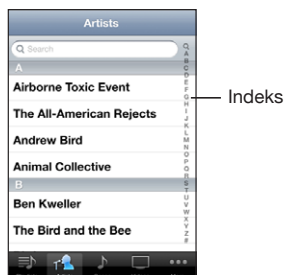 Artists
Search
A
Airborne Toxic Event
The All-American Rejects
Andrew Bird
Animal Collective
B
Ben Kweller
The Bird and the Bee
A
B
C
D
E
F
G
H
I
J
K
L
M
N
O
P
Q
R
S
T
U
V
W
X
Y
Z
#
Indeks